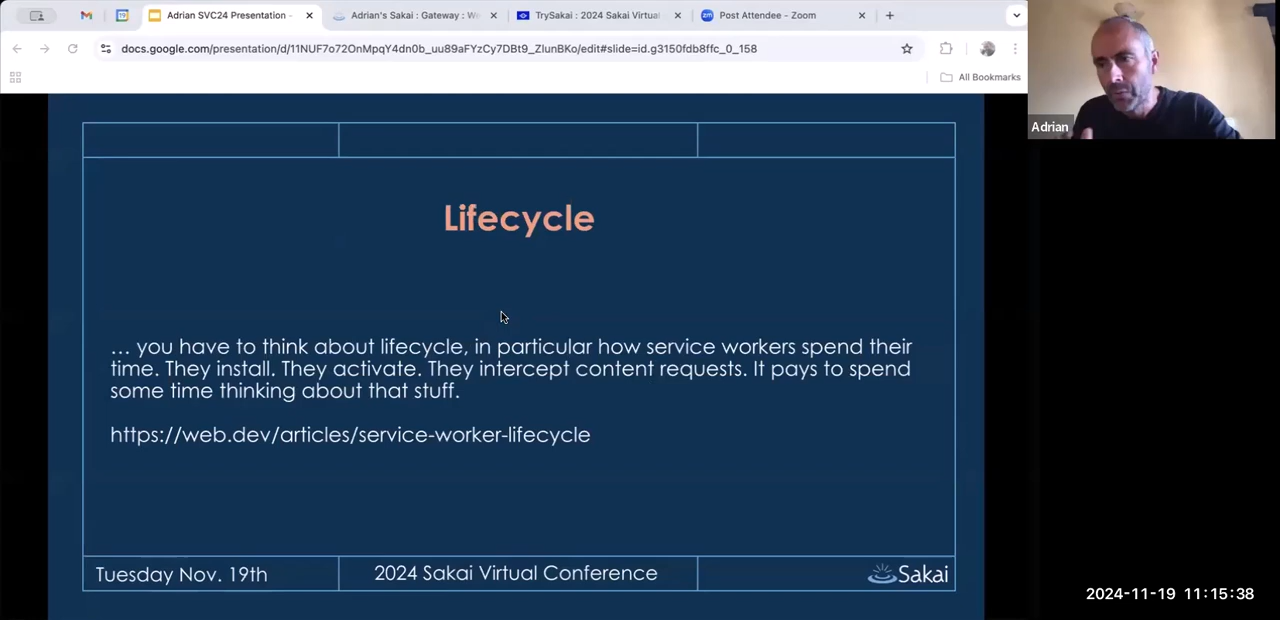 Adrian SVC24 Presentation -
Adrian's Sakai : Gateway : We
TrySakai : 2024 Sakai Virtual
Post Attendee - Zoom
docs.google.com/presentation/d/11NUF7o72OnMpqY4dn0b_uu89aFYzCy7DBt9_ZlunBKo/edit#slide=id.g3150fdb8ffc_0_158
All Bookmarks
Adrian
Lifecycle
... you have to think about lifecycle, in particular how service workers spend their
time. They install. They activate. They intercept content requests. It pays to spend
some time thinking about that stuff.
https://web.dev/articles/service-worker-lifecycle
Tuesday Nov. 19th
2024 Sakai Virtual Conference
Sakai
2024-11-19 11:15:38